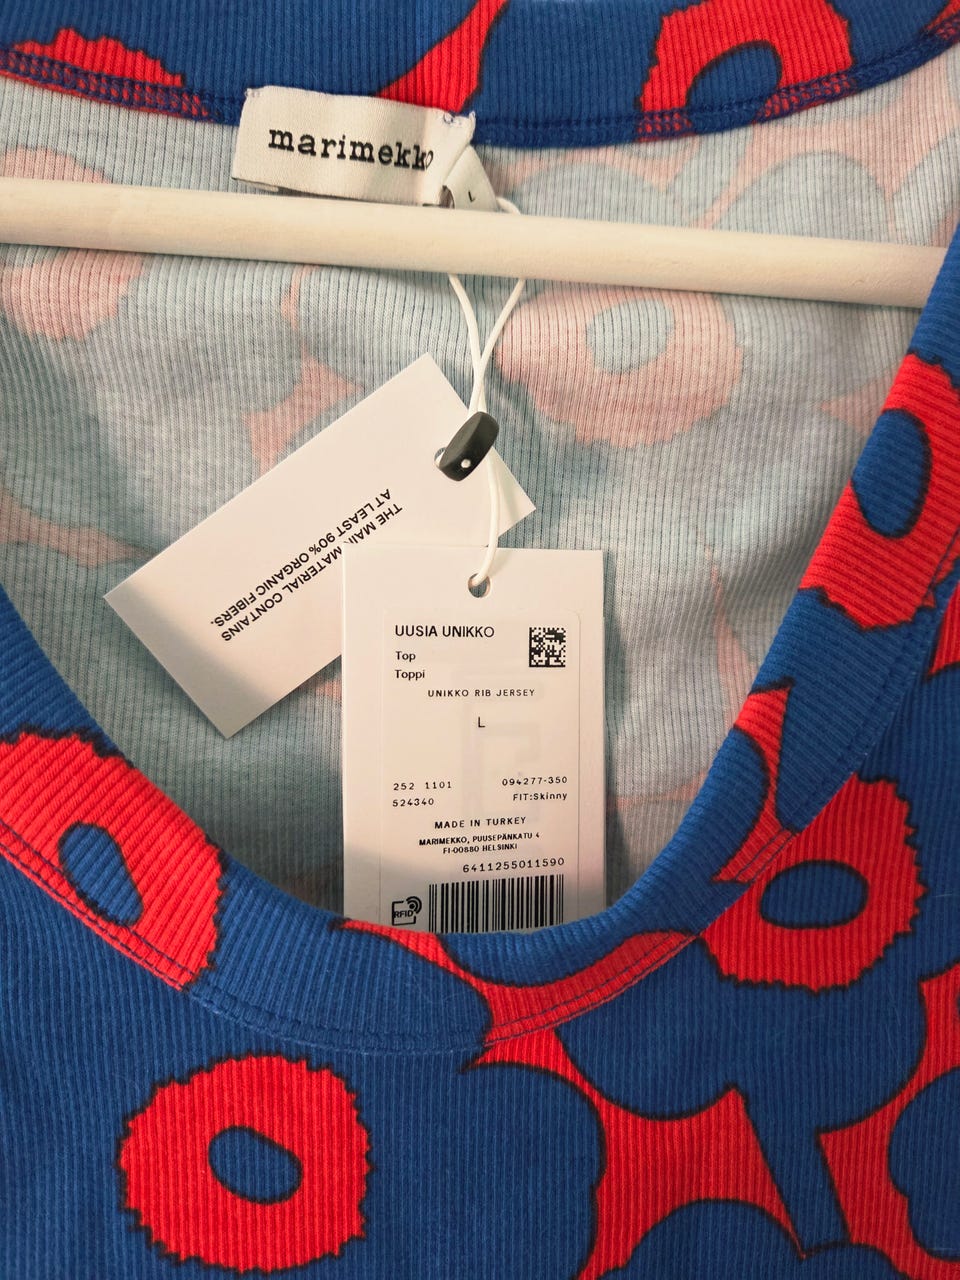 marimekko
L
THE MAIN MATERIAL CONTAINS
AT LEAST 90% ORGANIC FIBERS.
UUSIA UNIKKO
Top
Toppi
UNIKKO RIB JERSEY
L
252 1101 094277-350
524340 FIT:Skinny
MADE IN TURKEY
MARIMEKKO, PUUSEPÄNKATU 4
FI-00880 HELSINKI
6411255011590
RFID